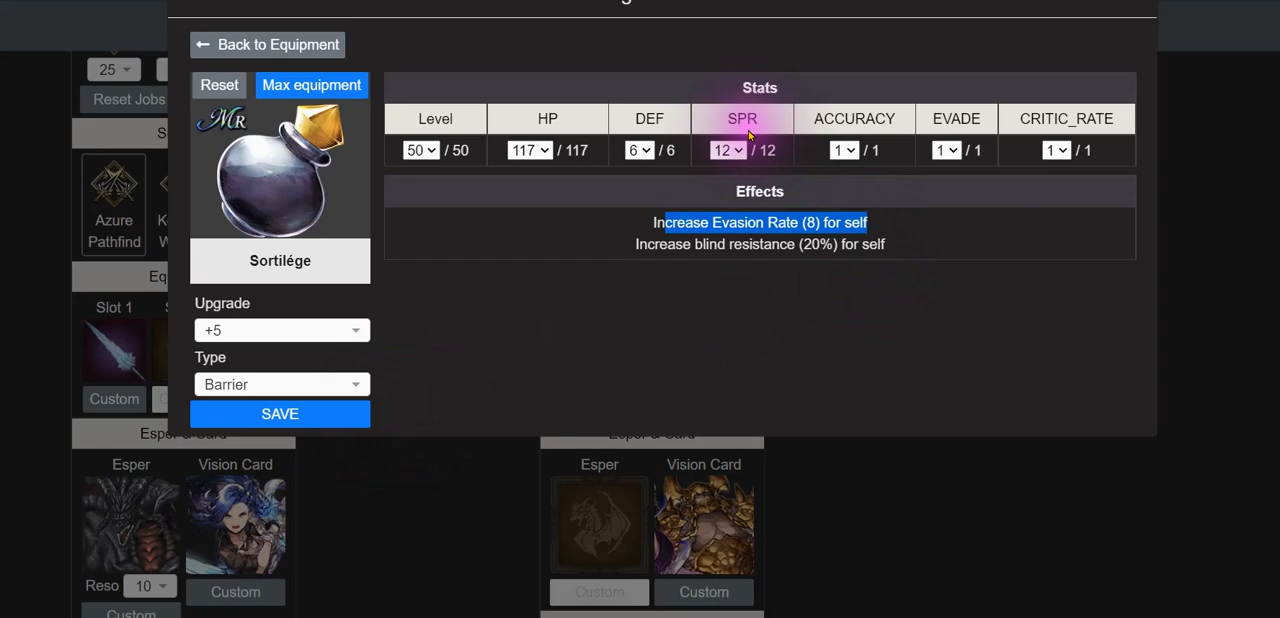 ← Back to Equipment
25
Reset Jobs
Reset
Max equipment
MR
Sortilége
Upgrade
+5
Type
Barrier
SAVE
Stats
Level HP DEF SPR ACCURACY EVADE CRITIC_RATE
50 / 50 117 / 117 6 / 6 12 / 12 1 / 1 1 / 1 1 / 1
Effects
Increase Evasion Rate (8) for self
Increase blind resistance (20%) for self
Azure
Pathfind
Slot 1
Custom
Esper & Card
Esper Vision Card
Reso 10
Custom
Custom
Esper & Card
Esper Vision Card
Custom Custom